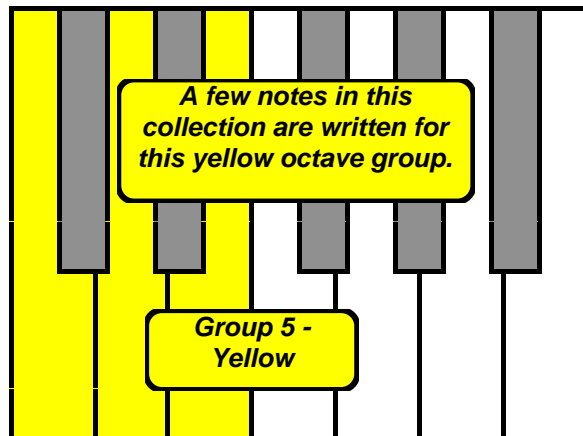 A few notes in this
collection are written for
this yellow octave group.
Group 5 -
Yellow